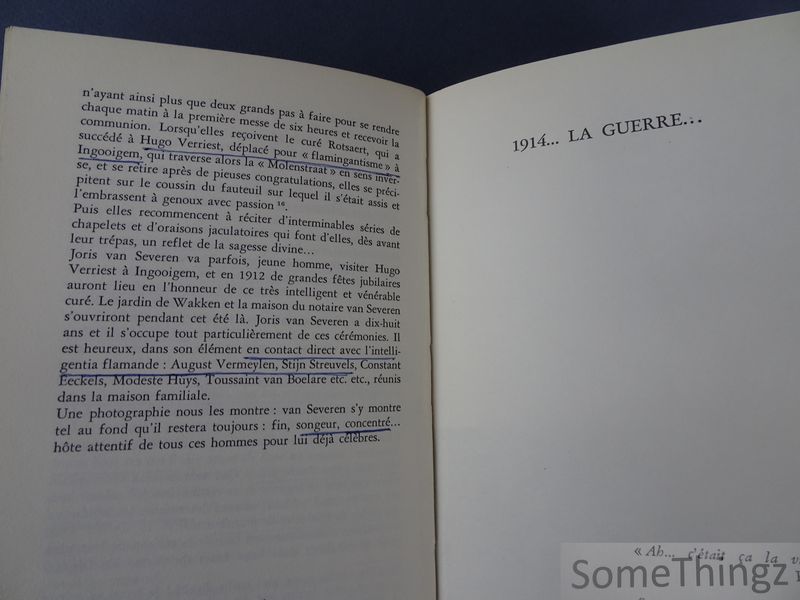 n'ayant ainsi plus que deux grands pas à faire pour se rendre
chaque matin à la première messe de six heures et recevoir la
communion. Lorsqu'elles reçoivent le curé Rotsaert, qui a
succédé à Hugo Verriest, déplacé pour « flamingantisme » à
Ingooigem, qui traverse alors la « Molenstraat » en sens inver-
se, et se retire après de pieuses congratulations, elles se préci-
pitent sur le coussin du fauteuil sur lequel il s'était assis et
l'embrassent à genoux avec passion 16.
Puis elles recommencent à réciter d'interminables séries de
chapelets et d'oraisons jaculatoires qui font d'elles, dès avant
leur trépas, un reflet de la sagesse divine...
Joris van Severen va parfois, jeune homme, visiter Hugo
Verriest à Ingooigem, et en 1912 de grandes fêtes jubilaires
auront lieu en l'honneur de ce très intelligent et vénérable
curé. Le jardin de Wakken et la maison du notaire van Severen
s'ouvriront pendant cet été là. Joris van Severen a dix-huit
ans et il s'occupe tout particulièrement de ces cérémonies. Il
est heureux, dans son élément en contact direct avec l'intelli-
gentia flamande : August Vermeylen, Stijn Streuvels, Constant
Eeckels, Modeste Huys, Toussaint van Boelare etc. etc., réunis
dans la maison familiale.
Une photographie nous les montre : van Severen s'y montre
tel au fond qu'il restera toujours : fin, songeur, concentré...
hôte attentif de tous ces hommes pour lui déjà célèbres.
1914... LA GUERRE...
« Ah... c'était ça la
SomeThingz